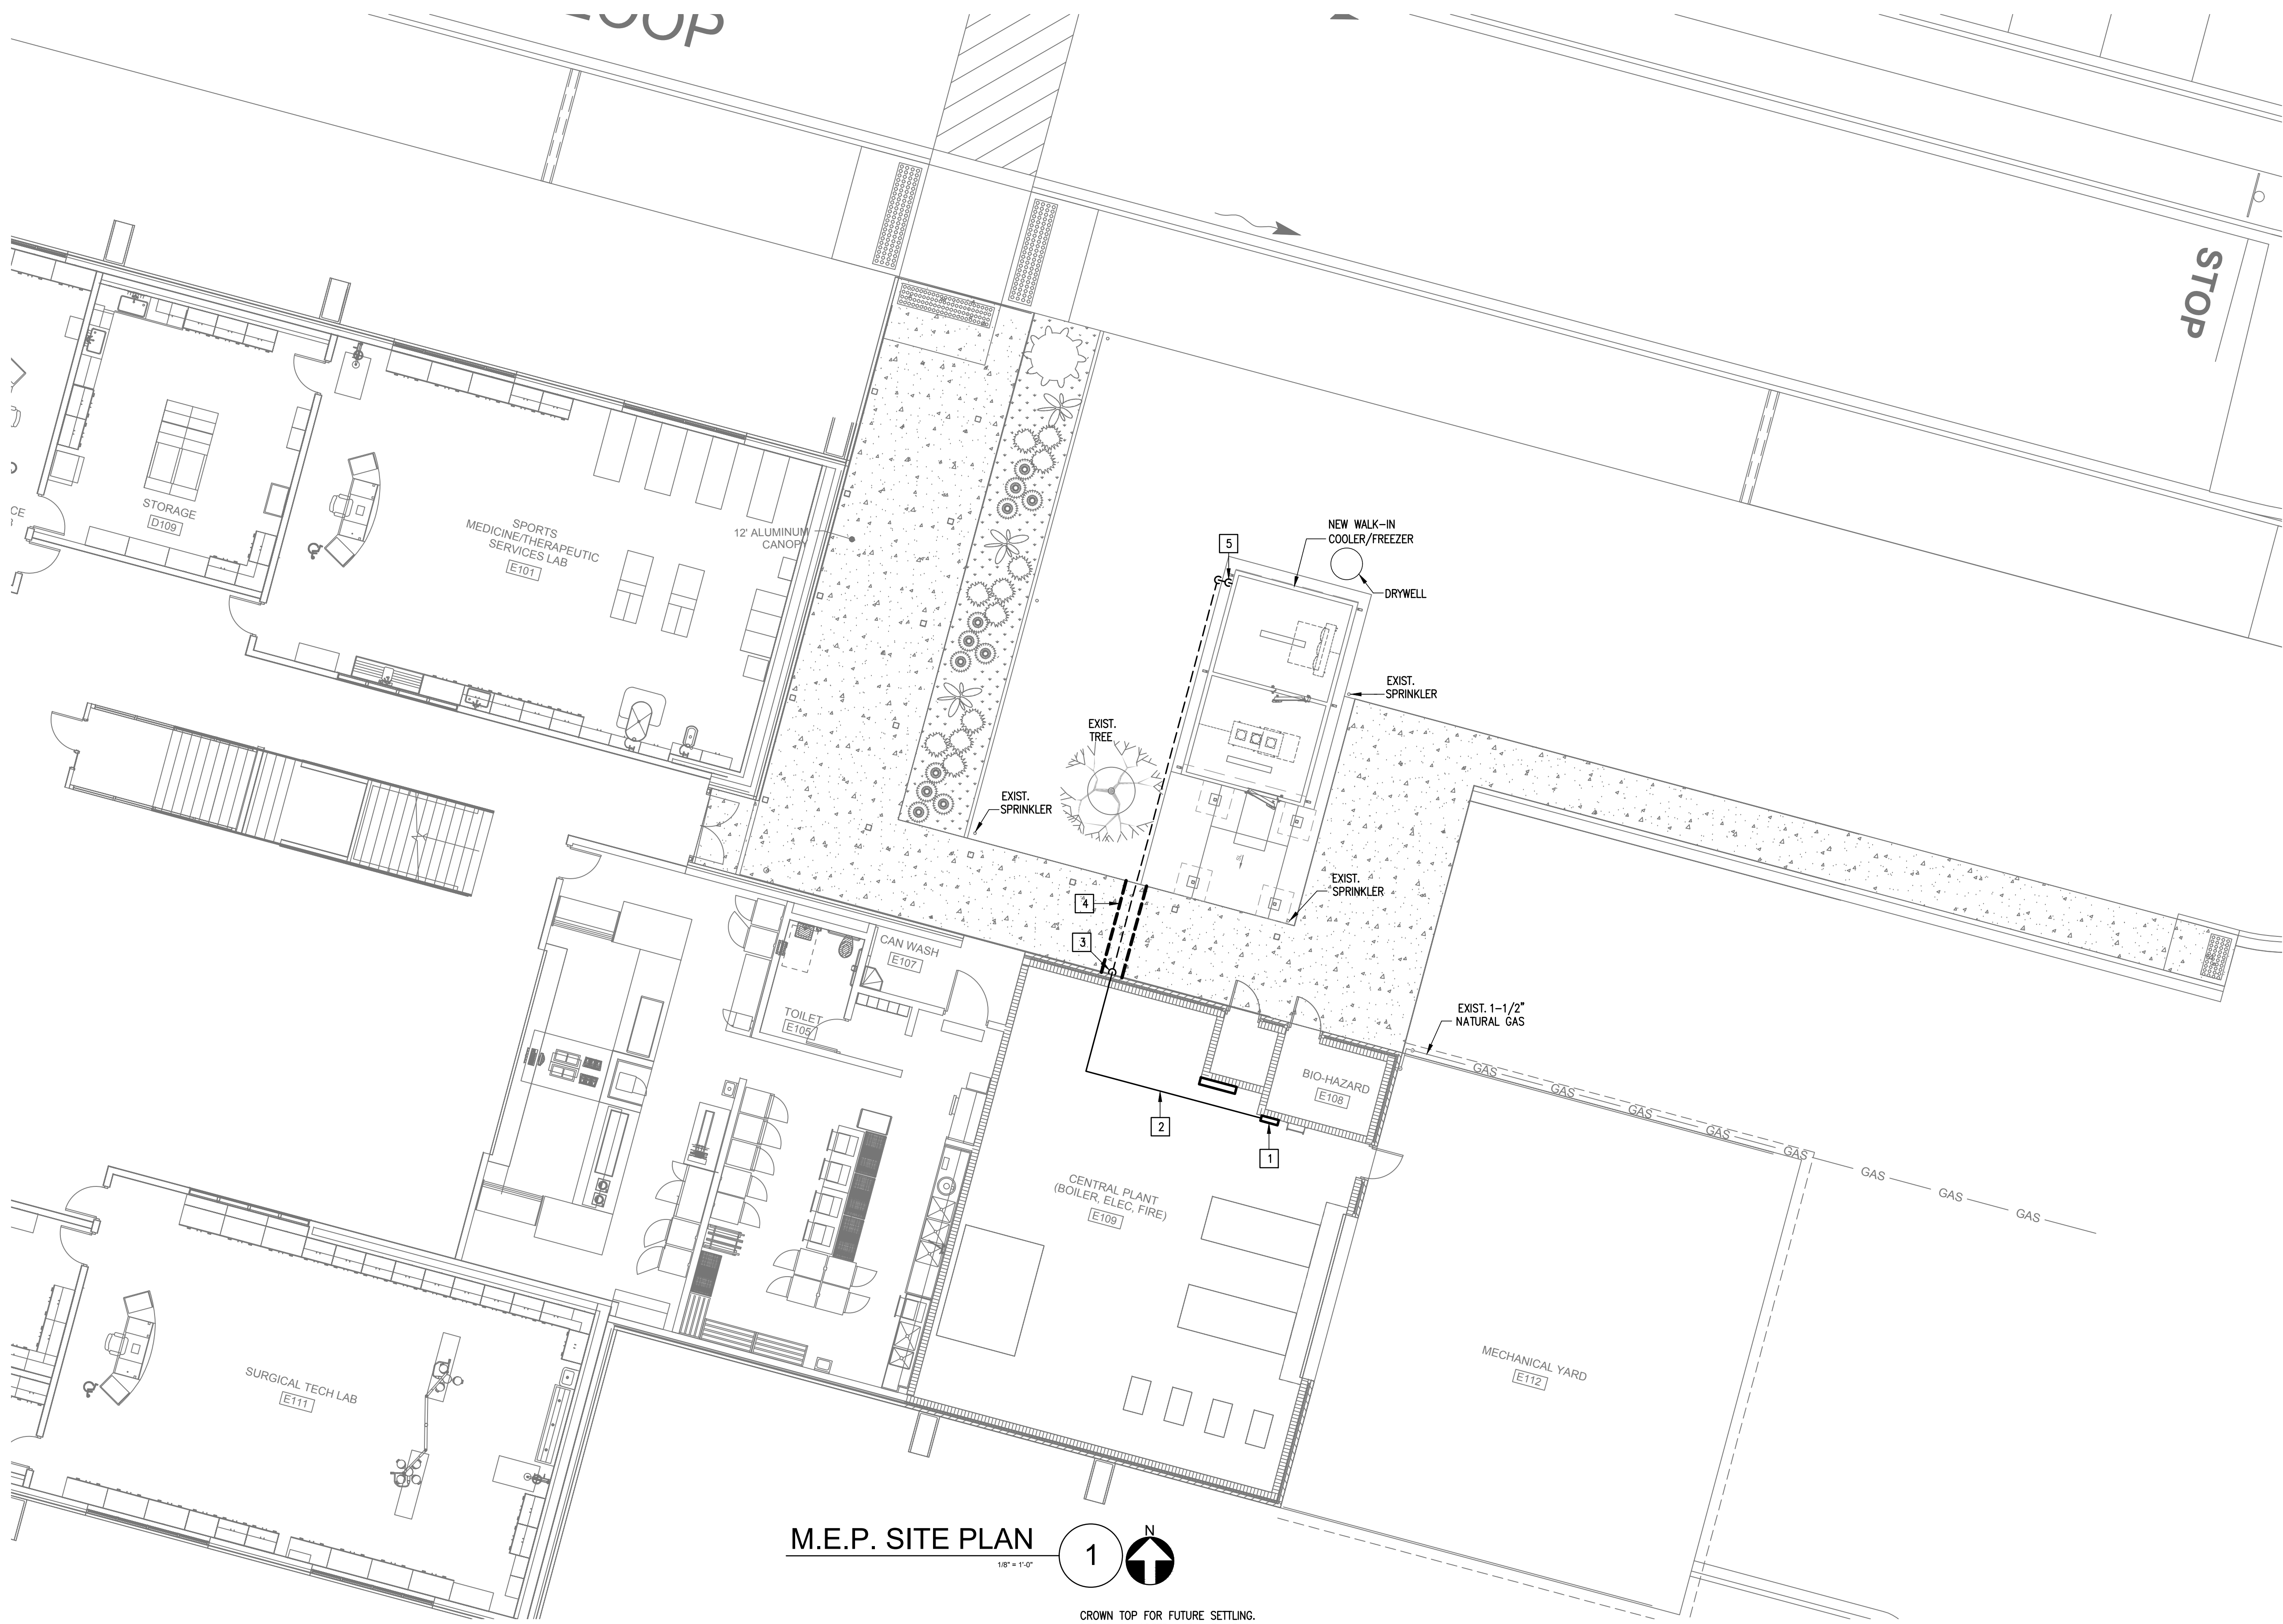 LOOP
STOP
STORAGE
D109
CE
R
SPORTS
MEDICINE/THERAPEUTIC
SERVICES LAB
E101
12' ALUMINUM
CANOPY
5
NEW WALK-IN
COOLER/FREEZER
DRYWELL
EXIST.
SPRINKLER
EXIST.
TREE
EXIST.
SPRINKLER
EXIST.
SPRINKLER
4
3
CAN WASH
E107
TOILET
E105
EXIST. 1-1/2"
NATURAL GAS
GAS
GAS
GAS
GAS
GAS
GAS
GAS
GAS
BIO-HAZARD
E108
2
1
CENTRAL PLANT
(BOILER, ELEC, FIRE)
E109
MECHANICAL YARD
E112
SURGICAL TECH LAB
E111
M.E.P. SITE PLAN
1/8" = 1'-0"
1
N
CROWN TOP FOR FUTURE SETTLING.